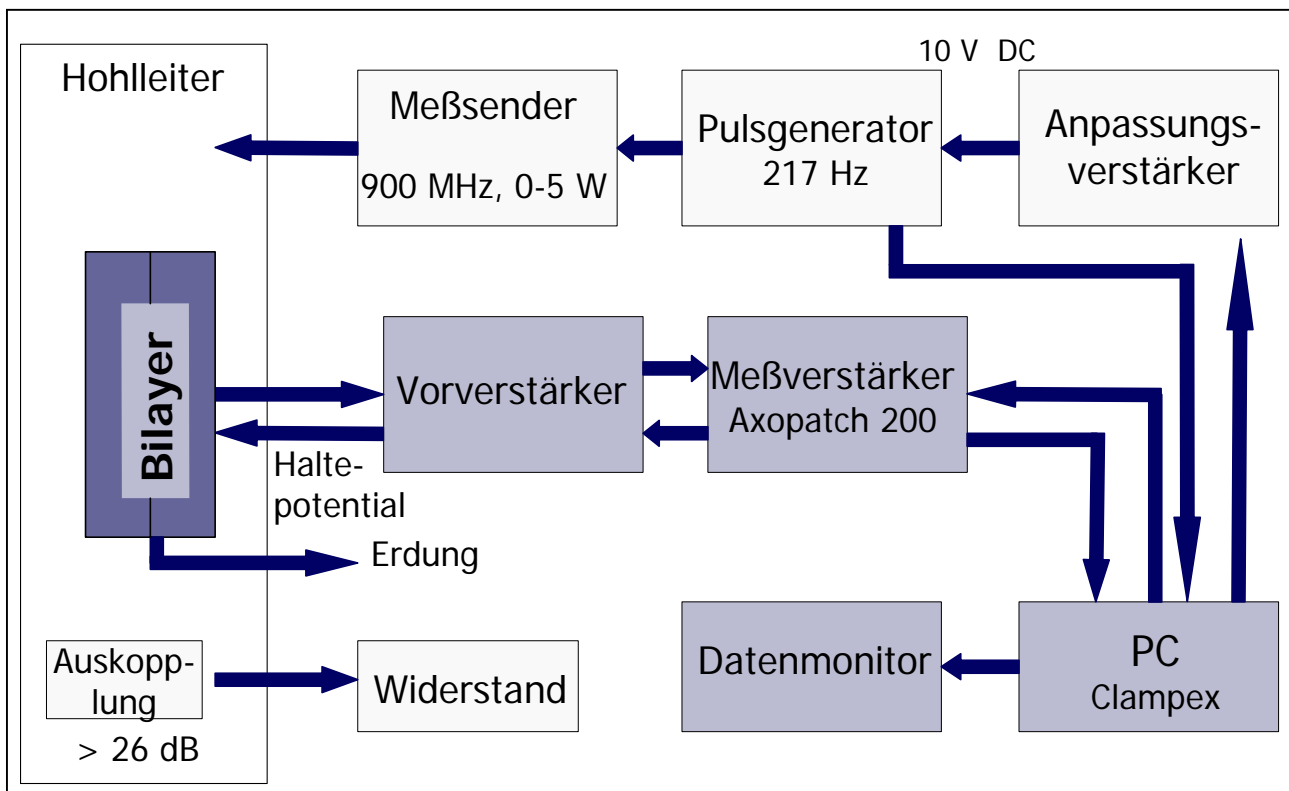 10 V DC
Hohlleiter
Meßsender
900 MHz, 0-5 W
Pulsgenerator
217 Hz
Anpassungs-
verstärker
Bilayer
Vorverstärker
Meßverstärker
Axopatch 200
Halte-
potential
Erdung
Auskopp-
lung
> 26 dB
Widerstand
Datenmonitor
PC
Clampex